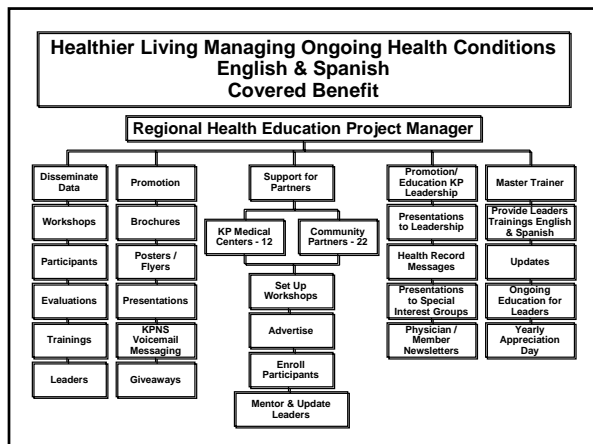 Healthier Living Managing Ongoing Health Conditions
English & Spanish
Covered Benefit
Regional Health Education Project Manager
Disseminate
Data
Workshops
Participants
Evaluations
Trainings
Leaders
Promotion
Brochures
Posters /
Flyers
Presentations
KPNS
Voicemail
Messaging
Giveaways
Support for
Partners
KP Medical
Centers - 12
Community
Partners - 22
Set Up
Workshops
Advertise
Enroll
Participants
Mentor & Update
Leaders
Promotion/
Education KP
Leadership
Presentations
to Leadership
Health Record
Messages
Presentations
to Special
Interest Groups
Physician /
Member
Newsletters
Master Trainer
Provide Leaders
Trainings English
& Spanish
Updates
Ongoing
Education for
Leaders
Yearly
Appreciation
Day